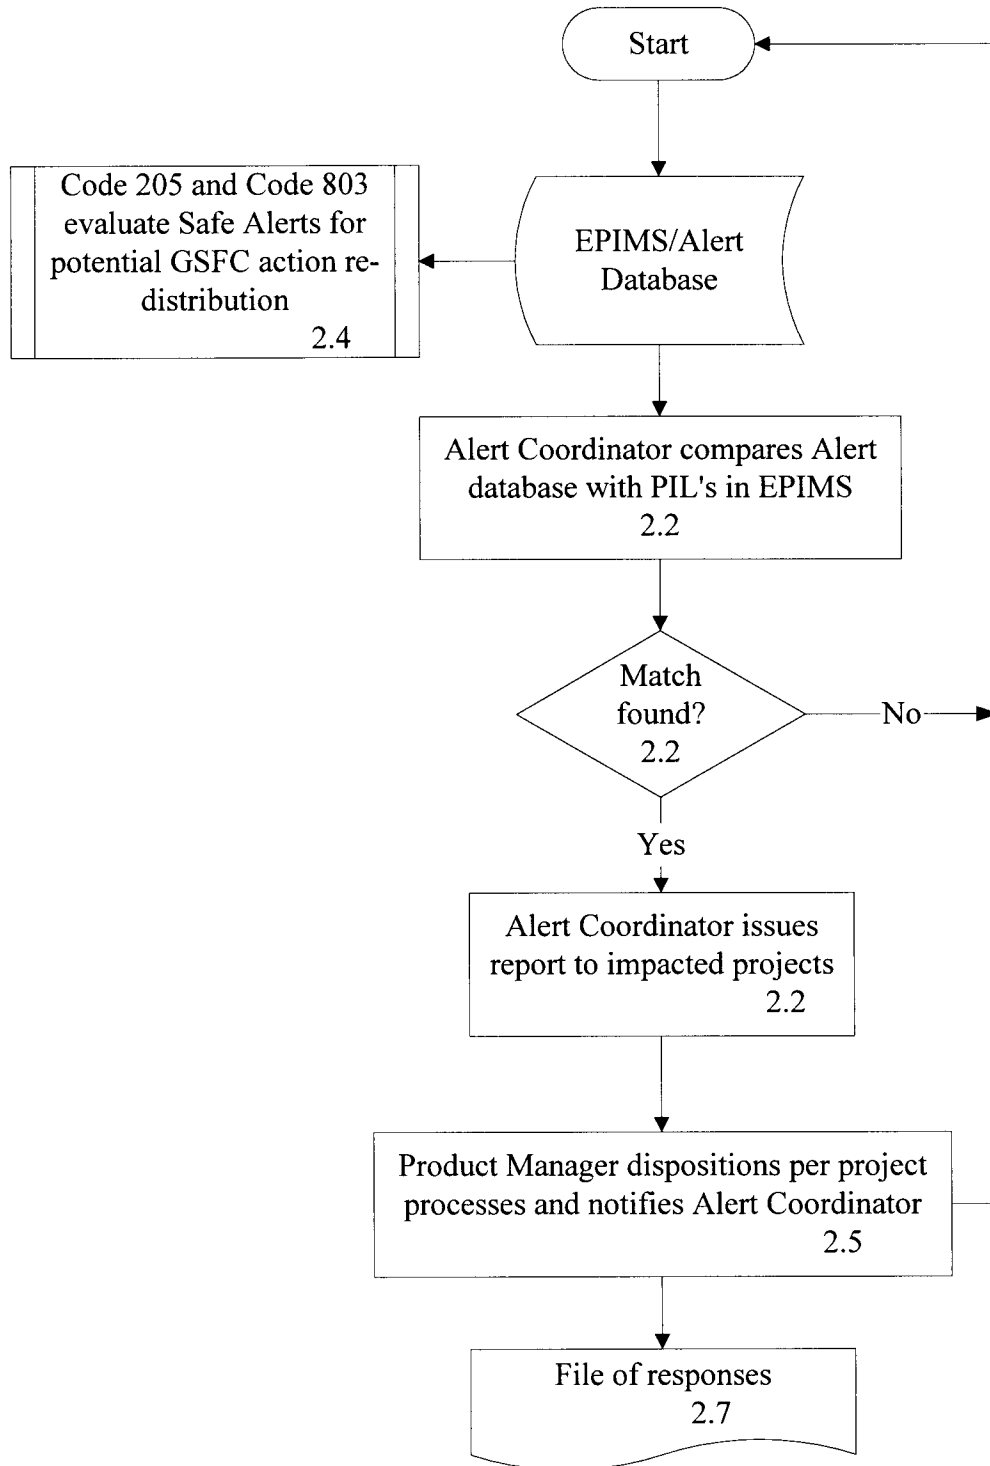 Start
Code 205 and Code 803
evaluate Safe Alerts for
potential GSFC action re-
distribution
2.4
EPIMS/Alert
Database
Alert Coordinator compares Alert
database with PIL's in EPIMS
2.2
Match
found?
2.2
No
Yes
Alert Coordinator issues
report to impacted projects
2.2
Product Manager dispositions per project
processes and notifies Alert Coordinator
2.5
File of responses
2.7